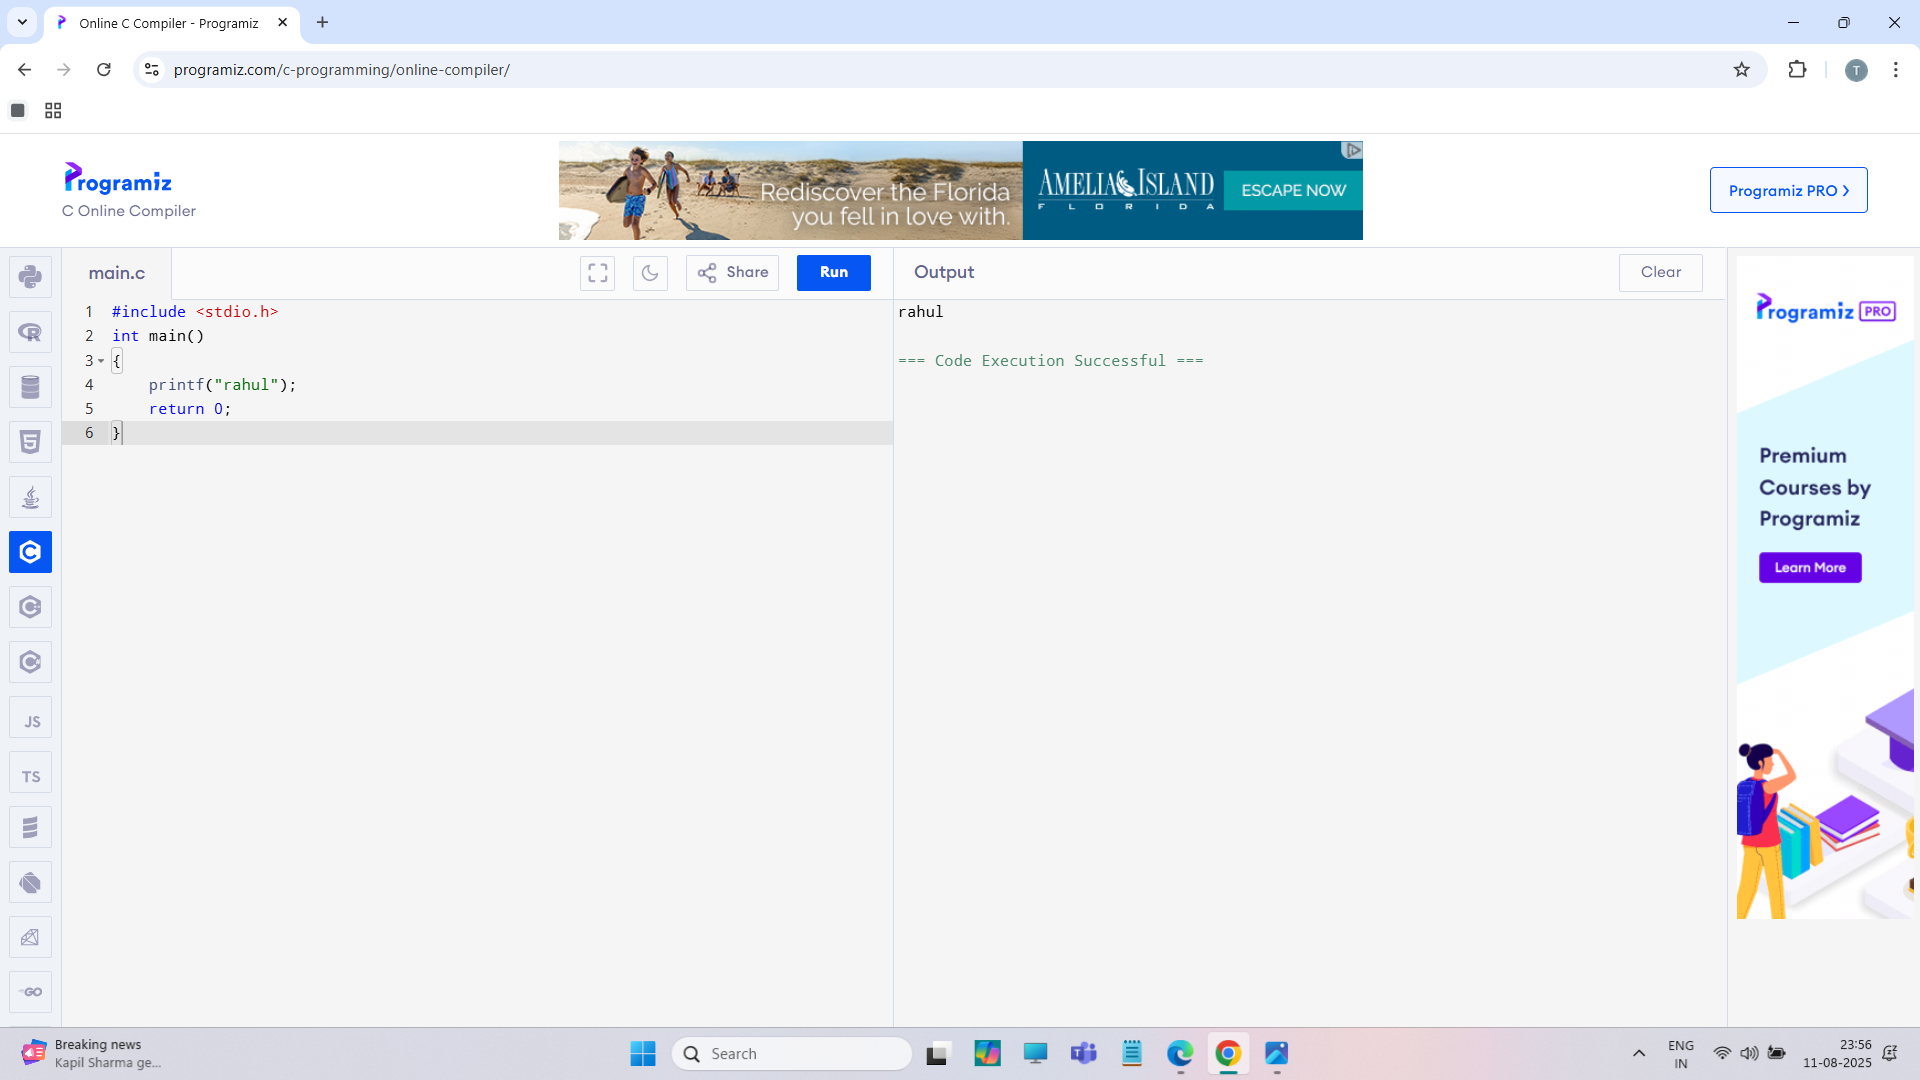 Online C Compiler - Programiz
programiz.com/c-programming/online-compiler/
T
Programiz
C Online Compiler
Rediscover the Florida
you fell in love with.
AMELIA ISLAND
FLORIDA
ESCAPE NOW
Programiz PRO
main.c
Share
Run
Output
Clear
1 #include <stdio.h>
2 int main()
3 {
4 printf("rahul");
5 return 0;
6 }
rahul
=== Code Execution Successful ===
Programiz PRO
Premium
Courses by
Programiz
Learn More
R
5
C
C
C
JS
TS
GO
Breaking news
Kapil Sharma ge...
Search
ENG
IN
23:56
11-08-2025